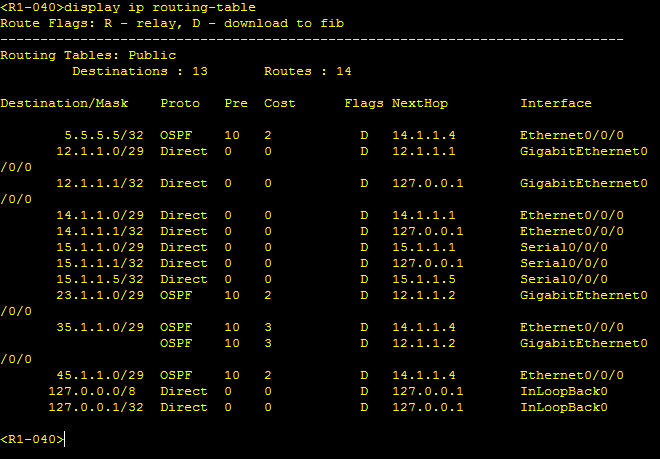 <R1-040>display ip routing-table
Route Flags: R - relay, D - download to fib
------------------------------------------------------------------------------
Routing Tables: Public
         Destinations : 13       Routes : 14

Destination/Mask    Proto  Pre  Cost      Flags NextHop         Interface

        5.5.5.5/32  OSPF   10   2           D   14.1.1.4        Ethernet0/0/0
       12.1.1.0/29  Direct 0    0           D   12.1.1.1        GigabitEthernet0
/0/0
       12.1.1.1/32  Direct 0    0           D   127.0.0.1       GigabitEthernet0
/0/0
       14.1.1.0/29  Direct 0    0           D   14.1.1.1        Ethernet0/0/0
       14.1.1.1/32  Direct 0    0           D   127.0.0.1       Ethernet0/0/0
       15.1.1.0/29  Direct 0    0           D   15.1.1.1        Serial0/0/0
       15.1.1.1/32  Direct 0    0           D   127.0.0.1       Serial0/0/0
       15.1.1.5/32  Direct 0    0           D   15.1.1.5        Serial0/0/0
       23.1.1.0/29  OSPF   10   2           D   12.1.1.2        GigabitEthernet0
/0/0
       35.1.1.0/29  OSPF   10   3           D   14.1.1.4        Ethernet0/0/0
                    OSPF   10   3           D   12.1.1.2        GigabitEthernet0
/0/0
       45.1.1.0/29  OSPF   10   2           D   14.1.1.4        Ethernet0/0/0
      127.0.0.0/8   Direct 0    0           D   127.0.0.1       InLoopBack0
      127.0.0.1/32  Direct 0    0           D   127.0.0.1       InLoopBack0

<R1-040>